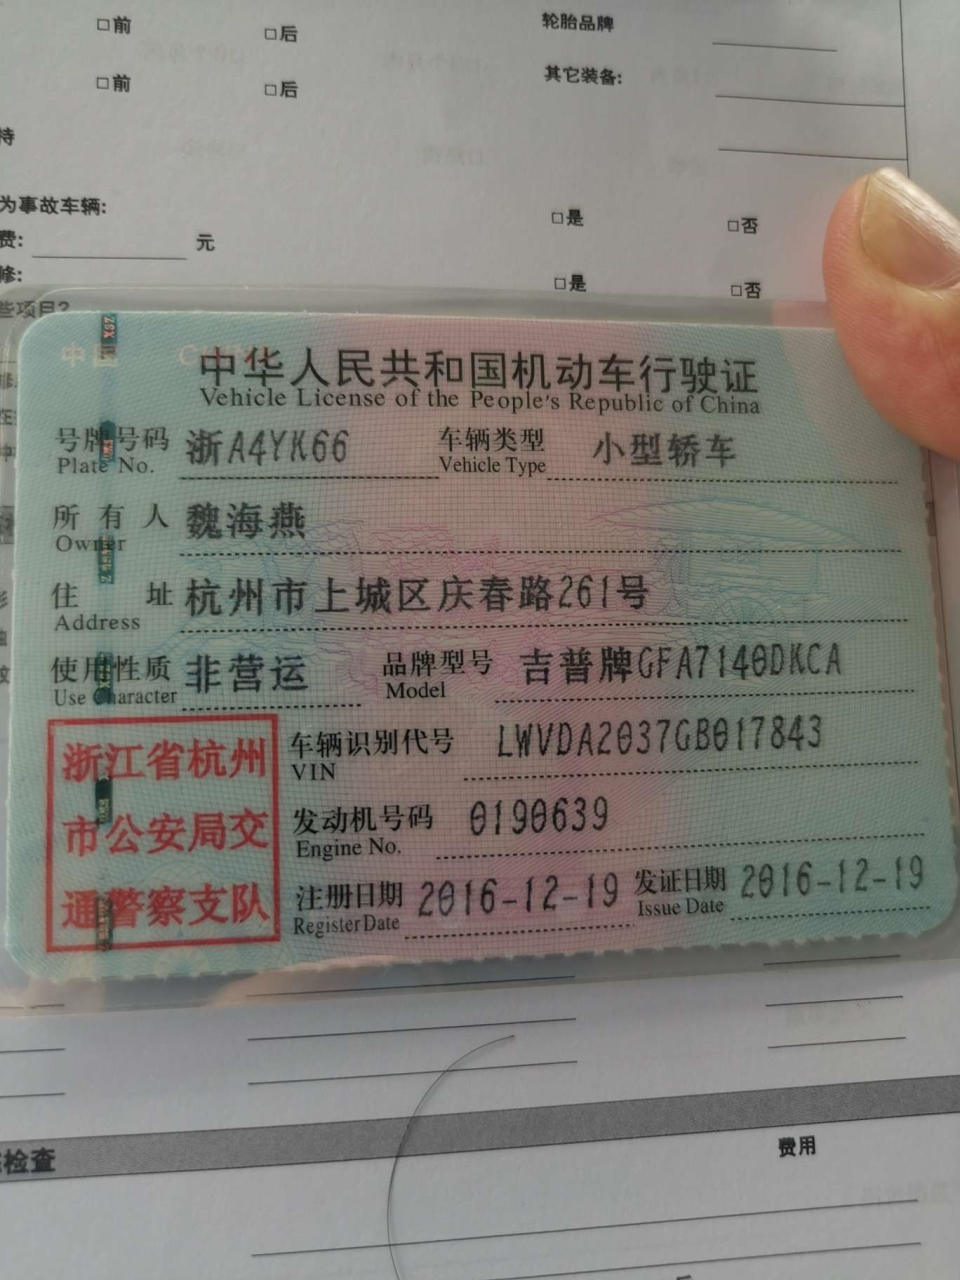 □前 □后 轮胎品牌
□前 □后 其它装备:
持
为事故车辆: □是 □否
费: 元
修: □是 □否
些项目?
中国 CHINA
中华人民共和国机动车行驶证
Vehicle License of the People's Republic of China
号牌号码 浙A4YK66 车辆类型 小型轿车
Plate No. Vehicle Type
所有人 魏海燕
Owner
住址 杭州市上城区庆春路261号
Address
使用性质 非营运 品牌型号 吉普牌GFA7140DKCA
Use Character Model
浙江省杭州
市公安局交
通警察支队
车辆识别代号 LWVDA2037GB017843
VIN
发动机号码 0190639
Engine No.
注册日期 2016-12-19 发证日期 2016-12-19
Register Date Issue Date
检查
费用